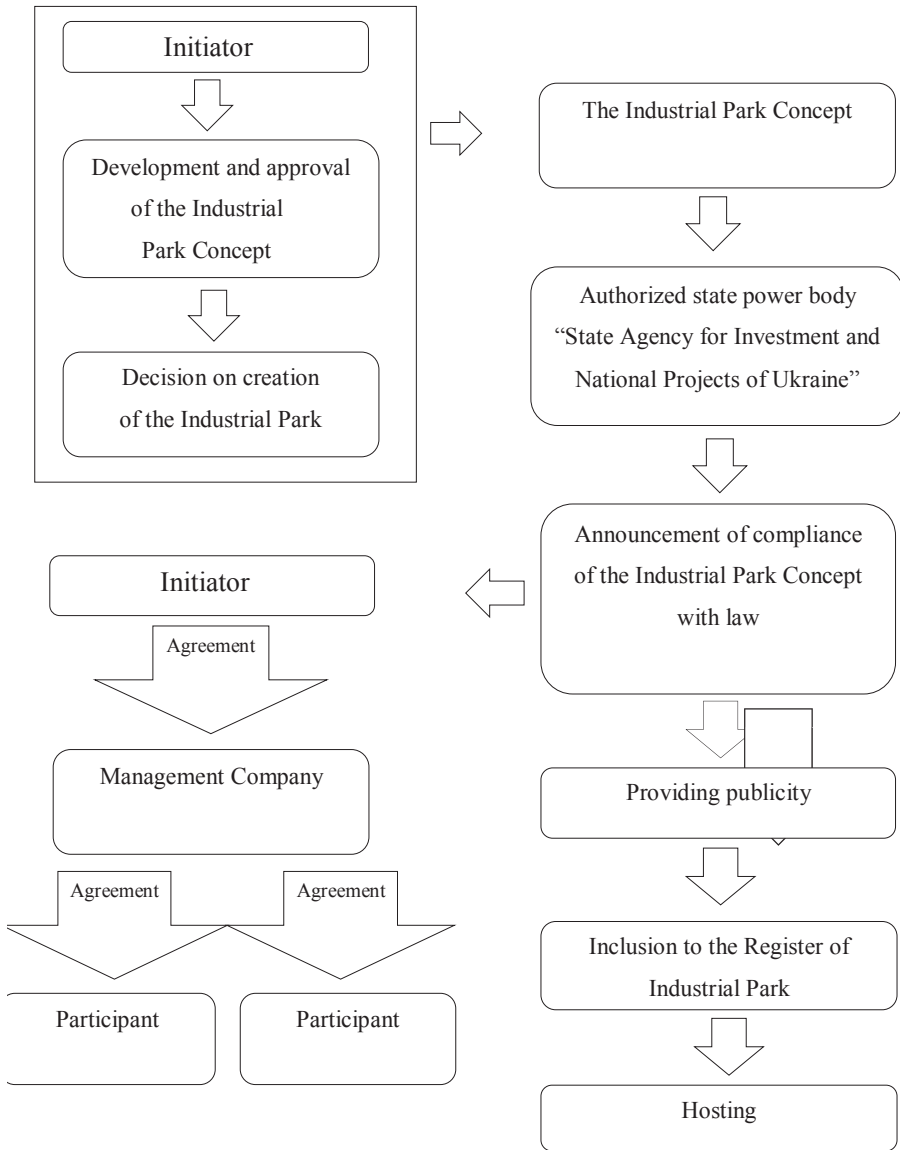 Initiator
Development and approval
of the Industrial
Park Concept
Decision on creation
of the Industrial Park
The Industrial Park Concept
Authorized state power body
“State Agency for Investment and
National Projects of Ukraine”
Announcement of compliance
of the Industrial Park Concept
with law
Initiator
Agreement
Management Company
Agreement
Agreement
Participant
Participant
Providing publicity
Inclusion to the Register of
Industrial Park
Hosting